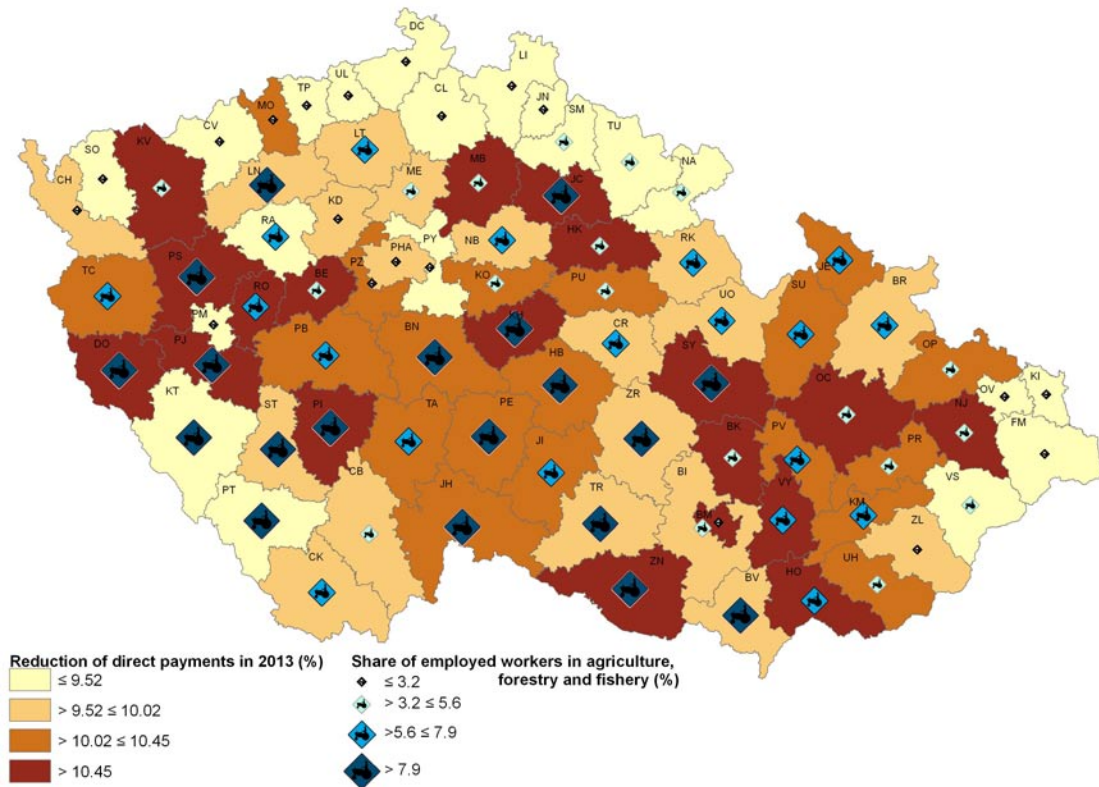 DC
LI
UL
TP
CL
JN
MO
SM
CV
TU
LT
SO
KV
NA
MB
ME
CH
LN
JC
KD
RA
HK
PY
NB
PHA
RK
PS
PZ
TC
BE
KO
PU
JE
BR
RO
SU
UO
PM
PB
BN
KH
CR
DO
PJ
OP
SY
HB
OC
OV
KI
KT
NJ
ST
PI
TA
PE
ZR
FM
BK
PV
PR
JI
CB
BI
VS
VY
PT
JH
TR
BM
KM
ZL
UH
CK
ZN
HO
BV
Reduction of direct payments in 2013 (%)
≤ 9.52
> 9.52 ≤ 10.02
> 10.02 ≤ 10.45
> 10.45
Share of employed workers in agriculture,
forestry and fishery (%)
≤ 3.2
> 3.2 ≤ 5.6
>5.6 ≤ 7.9
> 7.9